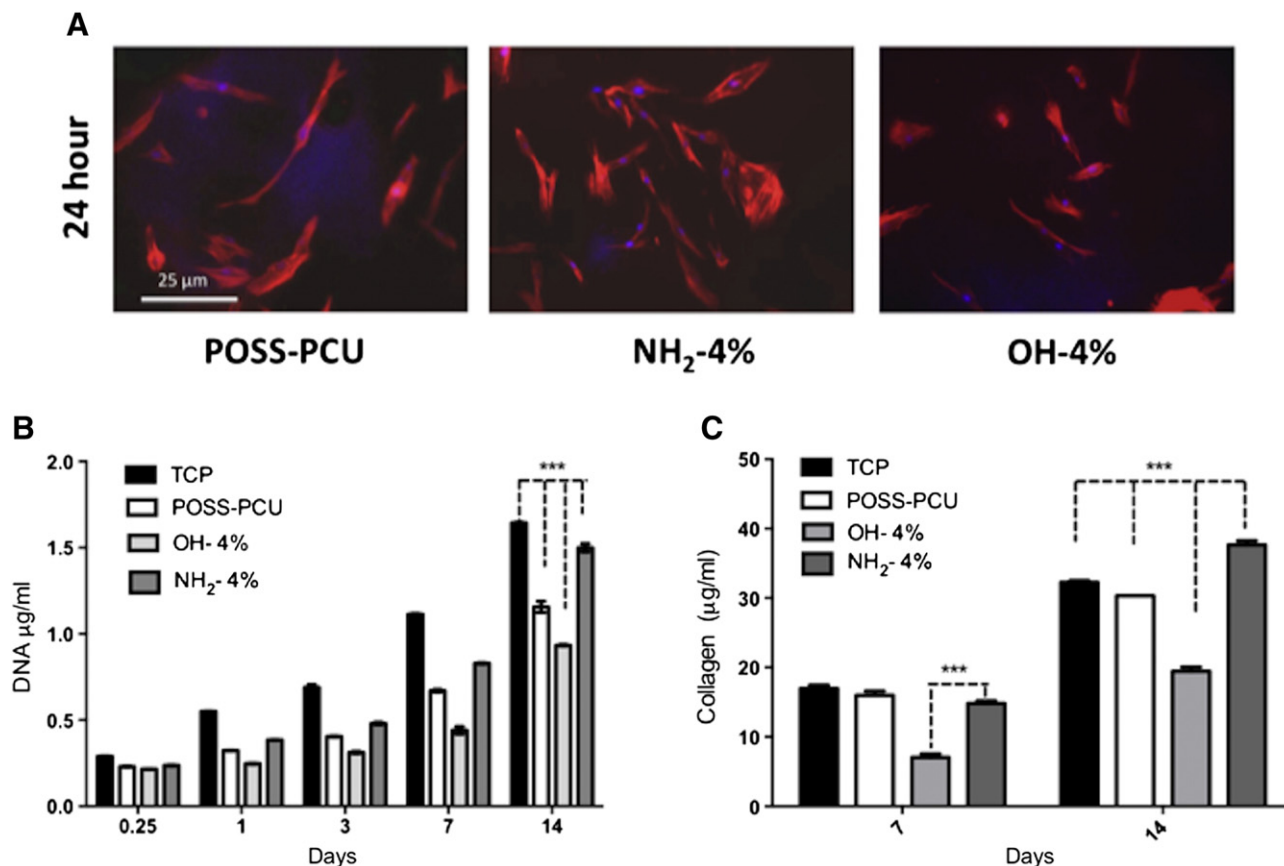 A
24 hour
25 µm
POSS-PCU
NH₂-4%
OH-4%
B
2.0
1.5
1.0
0.5
0.0
DNA µg/ml
TCP
POSS-PCU
OH- 4%
NH₂- 4%
***
0.25 1 3 7 14
Days
C
50
40
30
20
10
0
Collagen (µg/ml)
TCP
POSS-PCU
OH- 4%
NH₂- 4%
***
***
7 14
Days